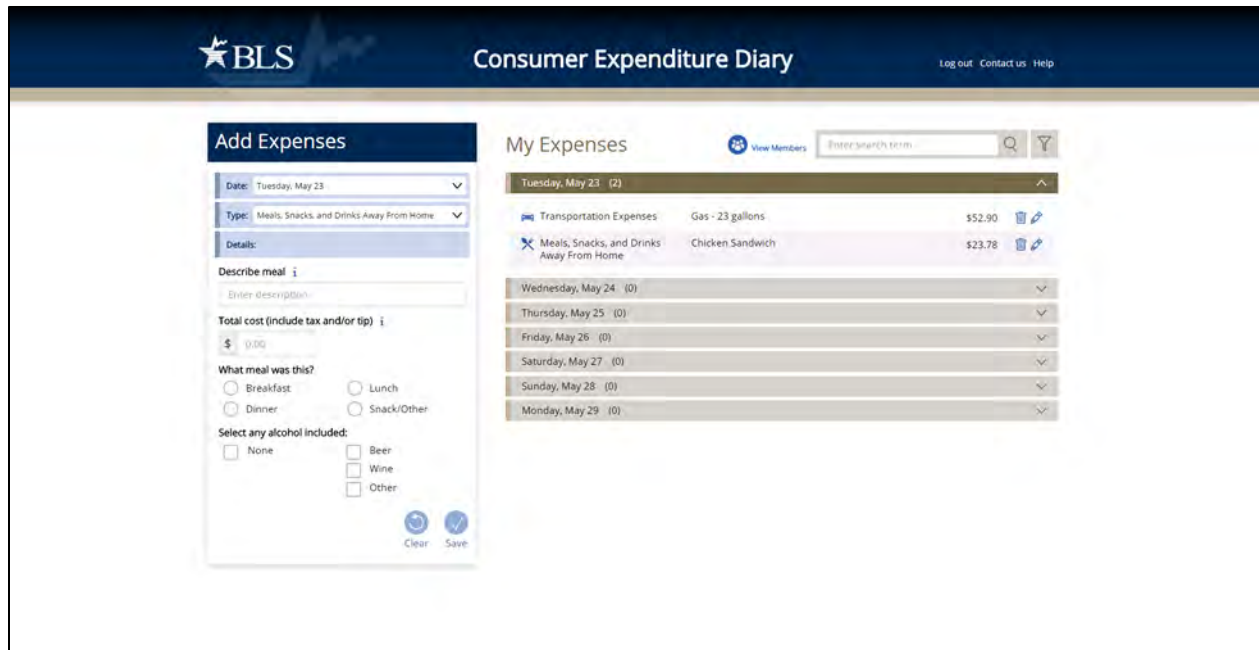 BLS
Consumer Expenditure Diary
Log out Contact us Help
Add Expenses
Date: Tuesday, May 23
Type: Meals, Snacks, and Drinks Away From Home
Details:
Describe meal i
Enter description
Total cost (include tax and/or tip) i
$ 0.00
What meal was this?
Breakfast Lunch
Dinner Snack/Other
Select any alcohol included:
None Beer
Wine
Other
Clear Save
My Expenses View Members Enter search term
Tuesday, May 23 (2)
Transportation Expenses Gas - 23 gallons $52.90
Meals, Snacks, and Drinks Chicken Sandwich $23.78
Away From Home
Wednesday, May 24 (0)
Thursday, May 25 (0)
Friday, May 26 (0)
Saturday, May 27 (0)
Sunday, May 28 (0)
Monday, May 29 (0)